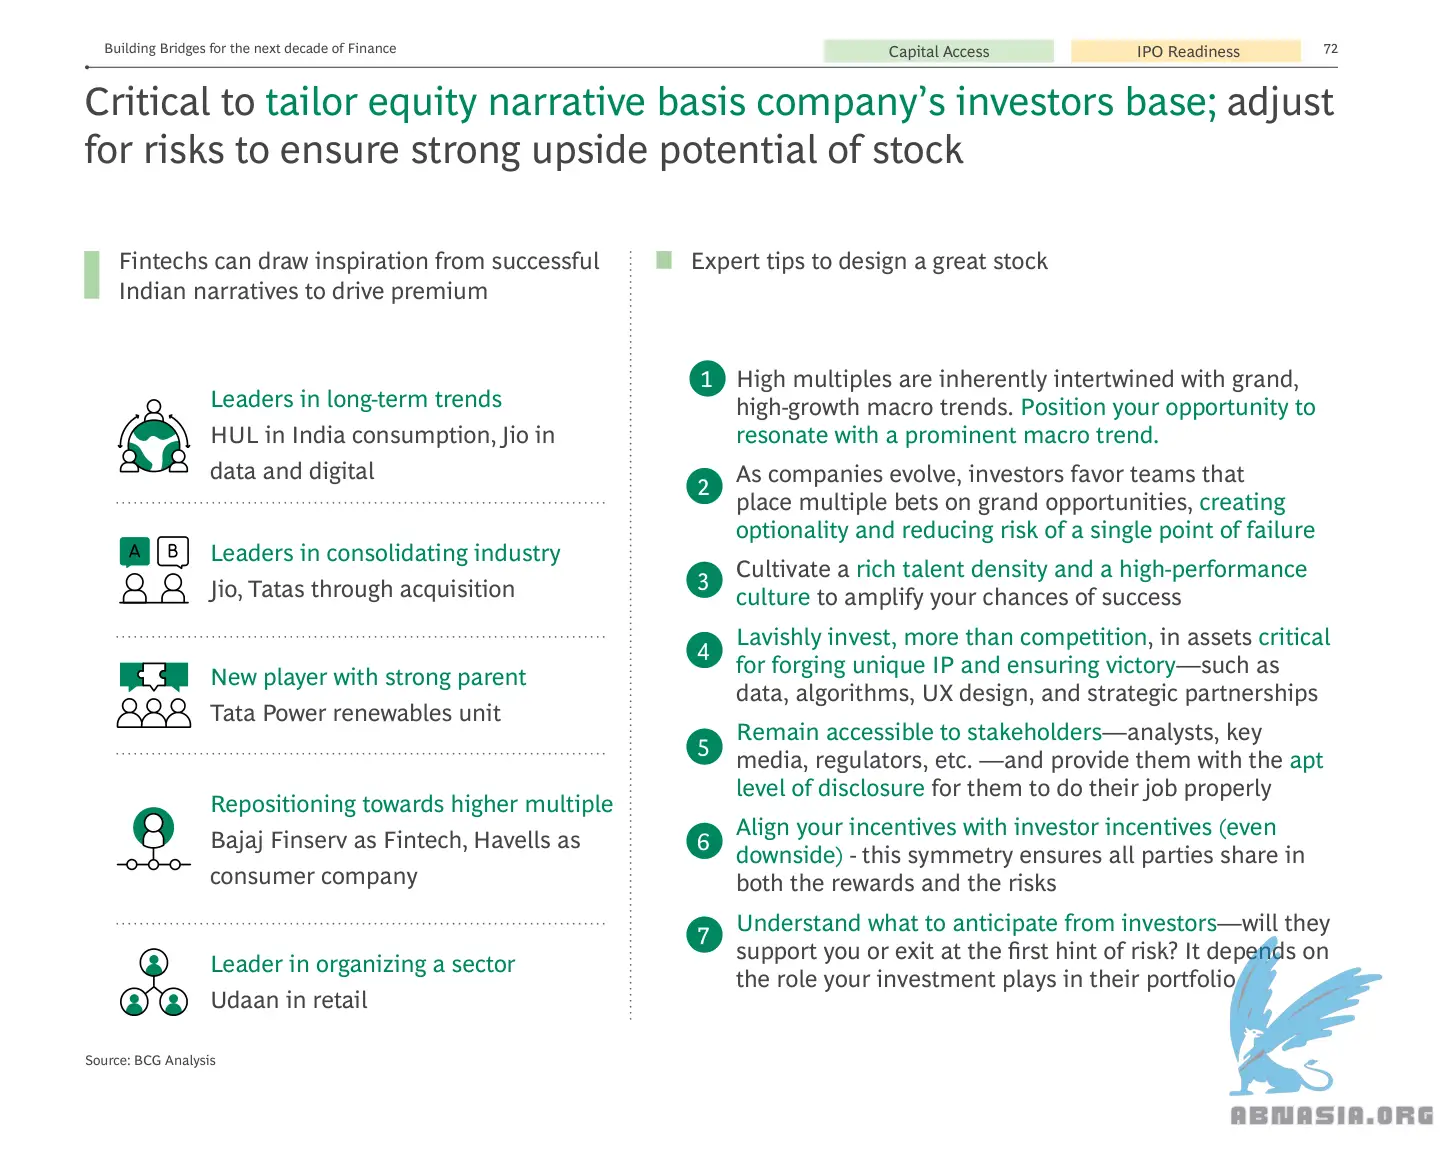 Building Bridges for the next decade of Finance
Capital Access
IPO Readiness
72
Critical to tailor equity narrative basis company’s investors base; adjust
for risks to ensure strong upside potential of stock
Fintechs can draw inspiration from successful
Indian narratives to drive premium
Leaders in long-term trends
HUL in India consumption, Jio in
data and digital
A B
Leaders in consolidating industry
Jio, Tatas through acquisition
New player with strong parent
Tata Power renewables unit
Repositioning towards higher multiple
Bajaj Finserv as Fintech, Havells as
consumer company
Leader in organizing a sector
Udaan in retail
Expert tips to design a great stock
1 High multiples are inherently intertwined with grand,
high-growth macro trends. Position your opportunity to
resonate with a prominent macro trend.
2 As companies evolve, investors favor teams that
place multiple bets on grand opportunities, creating
optionality and reducing risk of a single point of failure
3 Cultivate a rich talent density and a high-performance
culture to amplify your chances of success
4 Lavishly invest, more than competition, in assets critical
for forging unique IP and ensuring victory—such as
data, algorithms, UX design, and strategic partnerships
5 Remain accessible to stakeholders—analysts, key
media, regulators, etc. —and provide them with the apt
level of disclosure for them to do their job properly
6 Align your incentives with investor incentives (even
downside) - this symmetry ensures all parties share in
both the rewards and the risks
7 Understand what to anticipate from investors—will they
support you or exit at the first hint of risk? It depends on
the role your investment plays in their portfolio
Source: BCG Analysis
ABNASIA.ORG